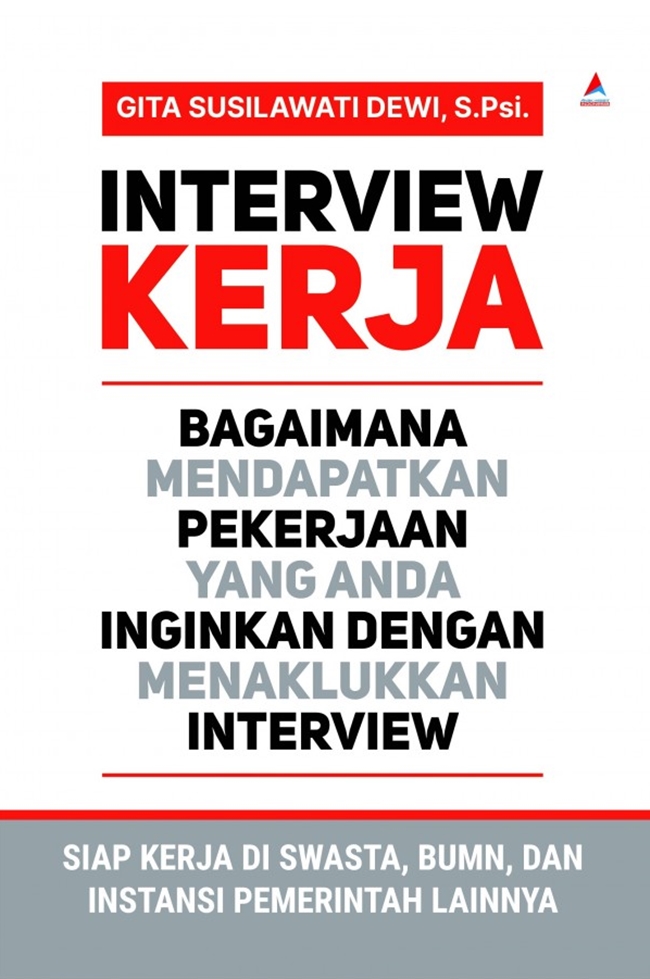 GITA SUSILAWATI DEWI, S.Psi.
INTERVIEW
KERJA
BAGAIMANA
MENDAPATKAN
PEKERJAAN
YANG ANDA
INGINKAN DENGAN
MENAKLUKKAN
INTERVIEW
SIAP KERJA DI SWASTA, BUMN, DAN
INSTANSI PEMERINTAH LAINNYA